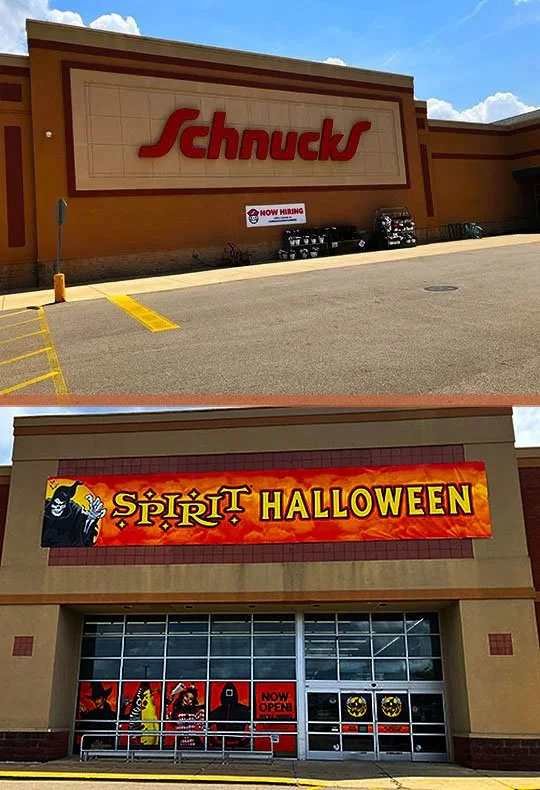 Schnucks
NOW HIRING
SPIRIT HALLOWEEN
NOW
OPEN!